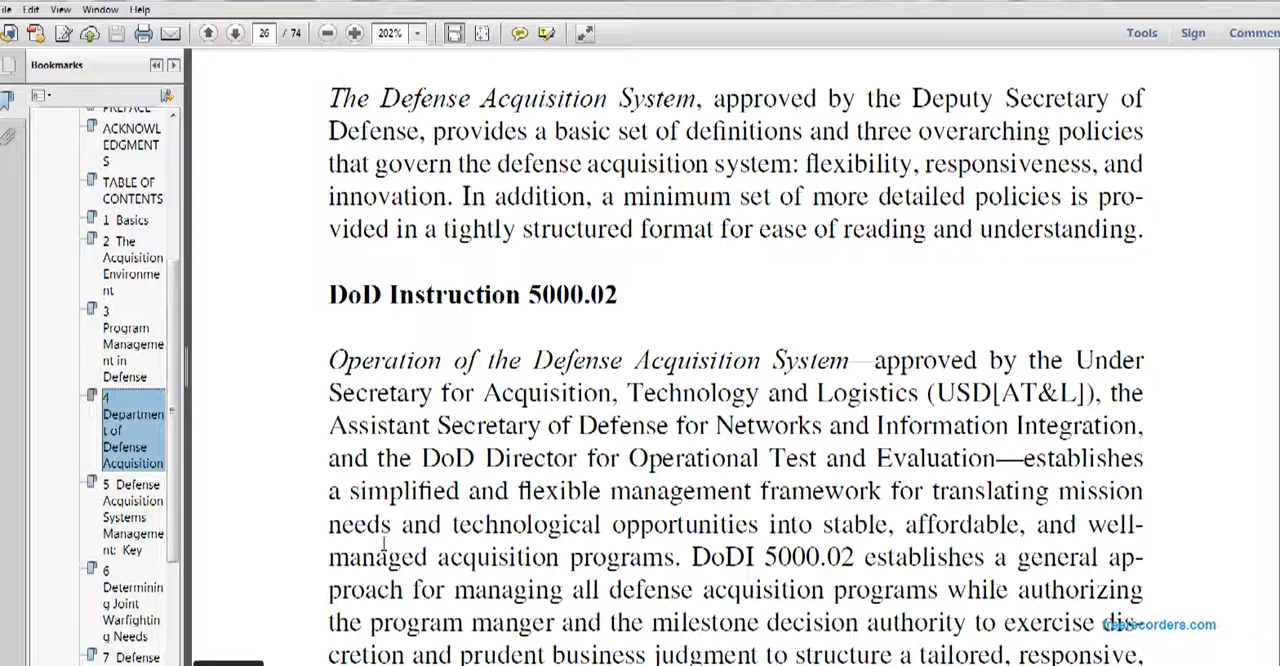 ile Edit View Window Help
26 / 74 202% Tools Sign Commen
Bookmarks
PREFACE
ACKNOWL
EDGMENT
S
TABLE OF
CONTENTS
1 Basics
2 The
Acquisition
Environme
nt
3
Program
Manageme
nt in
Defense
4
Departmen
t of
Defense
Acquisition
5 Defense
Acquisition
Systems
Manageme
nt: Key
6
Determinin
g Joint
Warfightin
g Needs
7 Defense
The Defense Acquisition System, approved by the Deputy Secretary of
Defense, provides a basic set of definitions and three overarching policies
that govern the defense acquisition system: flexibility, responsiveness, and
innovation. In addition, a minimum set of more detailed policies is pro-
vided in a tightly structured format for ease of reading and understanding.
DoD Instruction 5000.02
Operation of the Defense Acquisition System—approved by the Under
Secretary for Acquisition, Technology and Logistics (USD[AT&L]), the
Assistant Secretary of Defense for Networks and Information Integration,
and the DoD Director for Operational Test and Evaluation—establishes
a simplified and flexible management framework for translating mission
needs and technological opportunities into stable, affordable, and well-
managed acquisition programs. DoDI 5000.02 establishes a general ap-
proach for managing all defense acquisition programs while authorizing
the program manger and the milestone decision authority to exercise dis-
cretion and prudent business judgment to structure a tailored, responsive,
freerecorders.com